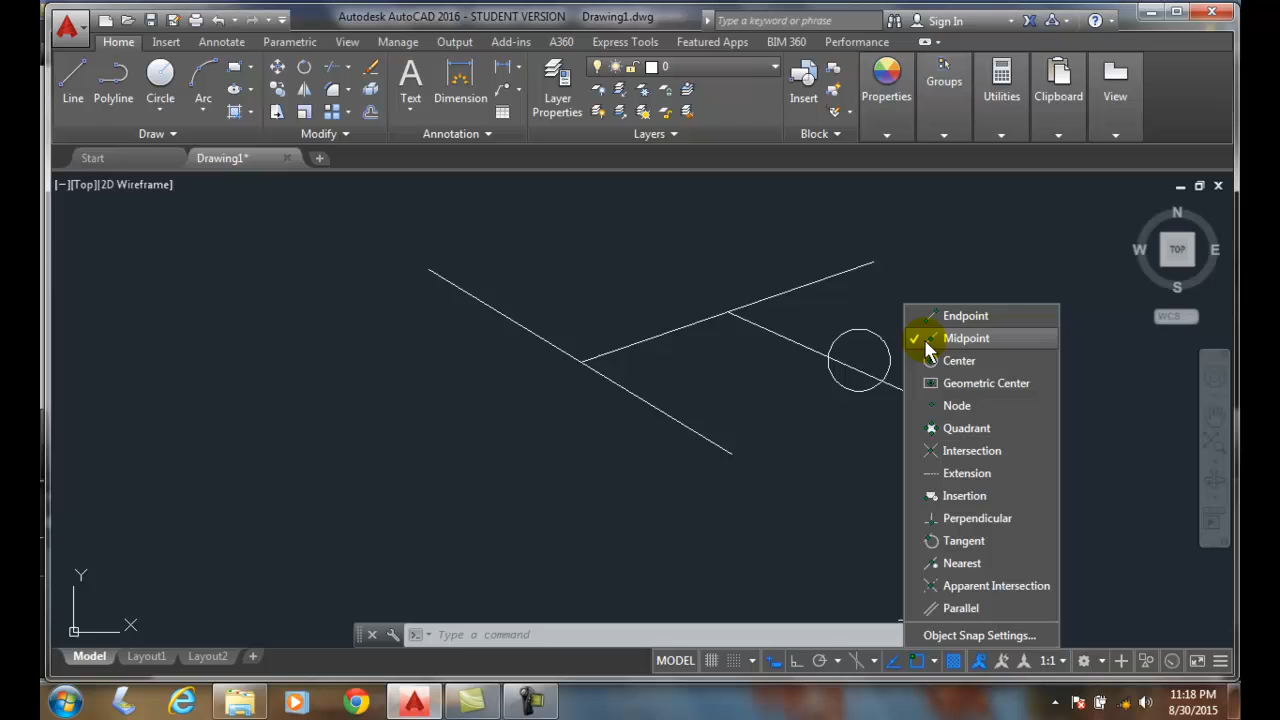 Autodesk AutoCAD 2016 - STUDENT VERSION Drawing1.dwg
Type a keyword or phrase
Sign In
Home Insert Annotate Parametric View Manage Output Add-ins A360 Express Tools Featured Apps BIM 360 Performance
0
Line Polyline Circle Arc
Text Dimension
Layer
Properties
Insert
Properties
Groups
Utilities
Clipboard
View
Draw Modify Annotation Layers Block
Start Drawing1*
[−][Top][2D Wireframe]
N
W TOP E
S
WCS
Endpoint
Midpoint
Center
Geometric Center
Node
Quadrant
Intersection
Extension
Insertion
Perpendicular
Tangent
Nearest
Apparent Intersection
Parallel
Object Snap Settings...
Y
X
Type a command
Model Layout1 Layout2
MODEL
1:1
11:18 PM
8/30/2015